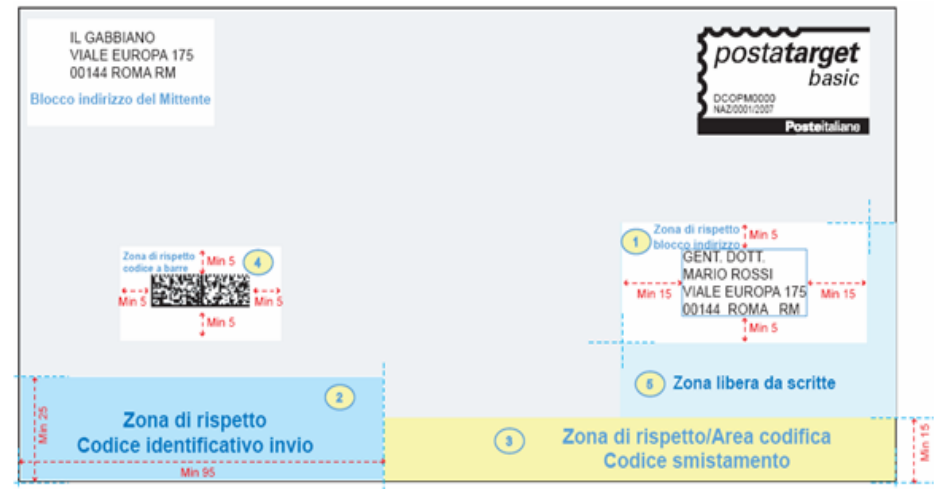 IL GABBIANO
VIALE EUROPA 175
00144 ROMA RM
Blocco indirizzo del Mittente
postatarget
basic
DCOPM0000
NAZ/0001/2007
Posteitaliane
Zona di rispetto
blocco indirizzo
1
Min 5
GENT. DOTT.
MARIO ROSSI
VIALE EUROPA 175
00144 ROMA RM
Min 15
Min 15
Min 5
Zona di rispetto
codice a barre
Min 5
4
Min 5
Min 5
Min 5
5 Zona libera da scritte
2
Zona di rispetto
Codice identificativo invio
Min 25
Min 95
3
Zona di rispetto/Area codifica
Codice smistamento
Min 15